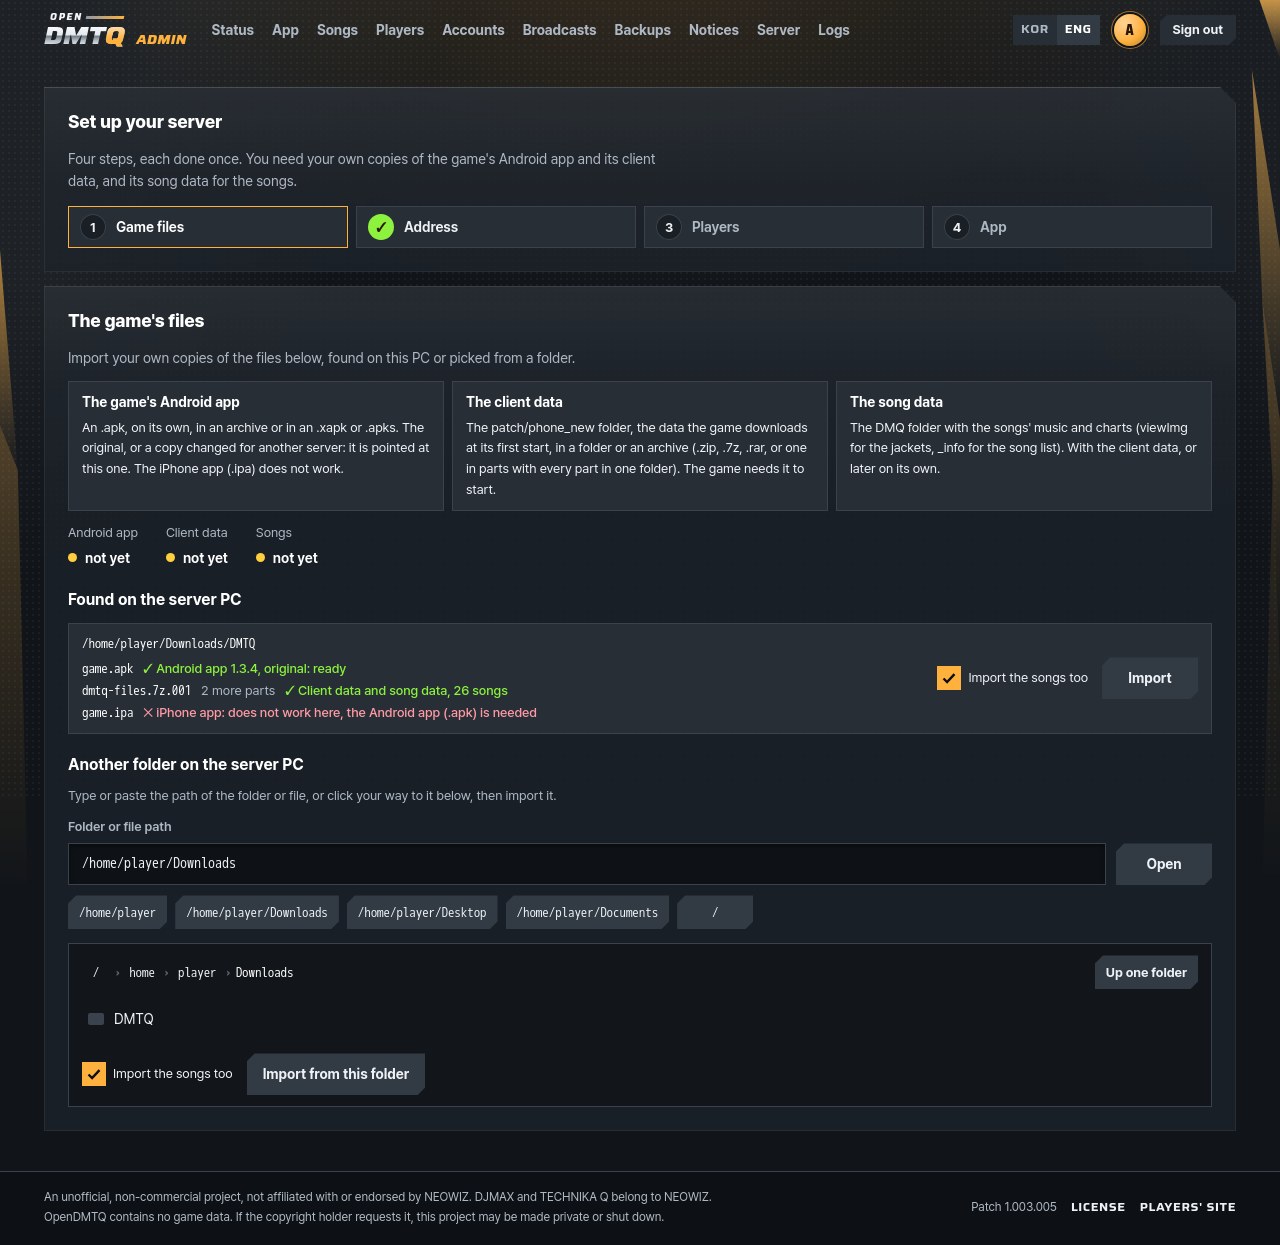 OPEN
DMTQ ADMIN
Status App Songs Players Accounts Broadcasts Backups Notices Server Logs
KOR ENG
A
Sign out
Set up your server
Four steps, each done once. You need your own copies of the game's Android app and its client
data, and its song data for the songs.
1 Game files
✓ Address
3 Players
4 App
The game's files
Import your own copies of the files below, found on this PC or picked from a folder.
The game's Android app
An .apk, on its own, in an archive or in an .xapk or .apks. The
original, or a copy changed for another server: it is pointed at
this one. The iPhone app (.ipa) does not work.
The client data
The patch/phone_new folder, the data the game downloads
at its first start, in a folder or an archive (.zip, .7z, .rar, or one
in parts with every part in one folder). The game needs it to
start.
The song data
The DMQ folder with the songs' music and charts (viewimg
for the jackets, _info for the song list). With the client data, or
later on its own.
Android app Client data Songs
not yet not yet not yet
Found on the server PC
/home/player/Downloads/DMTQ
game.apk ✓ Android app 1.3.4, original: ready
dmtq-files.7z.001 2 more parts ✓ Client data and song data, 26 songs
game.ipa ✕ iPhone app: does not work here, the Android app (.apk) is needed
Import the songs too
Import
Another folder on the server PC
Type or paste the path of the folder or file, or click your way to it below, then import it.
Folder or file path
/home/player/Downloads
Open
/home/player /home/player/Downloads /home/player/Desktop /home/player/Documents /
/ › home › player › Downloads
Up one folder
DMTQ
Import the songs too
Import from this folder
An unofficial, non-commercial project, not affiliated with or endorsed by NEOWIZ. DJMAX and TECHNIKA Q belong to NEOWIZ.
OpenDMTQ contains no game data. If the copyright holder requests it, this project may be made private or shut down.
Patch 1.003.005 LICENSE PLAYERS' SITE